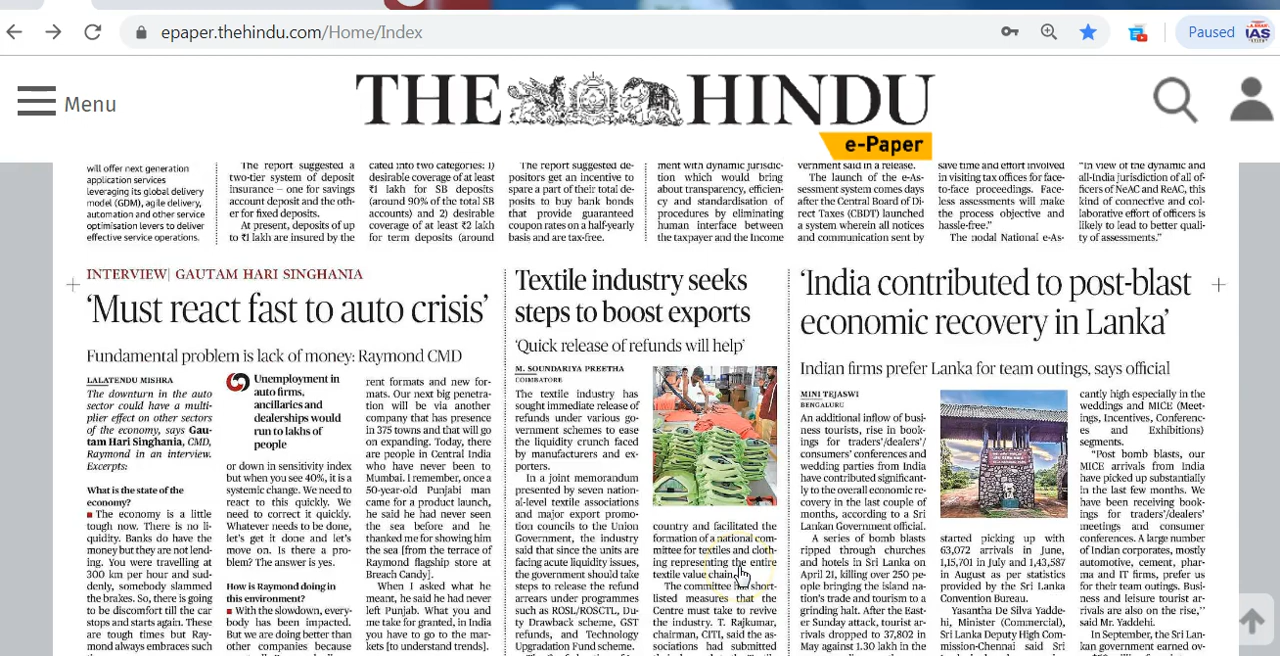 epaper.thehindu.com/Home/Index
Paused
IAS
Menu
THE HINDU
e-Paper
will offer next generation
application services
leveraging its global delivery
model (GDM), agile delivery,
automation and other service
optimisation levers to deliver
effective service operations.
The report suggested a
two-tier system of deposit
insurance – one for savings
account deposit and the oth-
er for fixed deposits.
At present, deposits of up
to ₹1 lakh are insured by the
cated into two categories: 1)
desirable coverage of at least
₹1 lakh for SB deposits
(around 90% of the total SB
accounts) and 2) desirable
coverage of at least ₹2 lakh
for term deposits (around
The report suggested de-
positors get an incentive to
spare a part of their total de-
posits to buy bank bonds
that provide guaranteed
coupon rates on a half-yearly
basis and are tax-free.
ment with dynamic jurisdic-
tion which would bring
about transparency, efficien-
cy and standardisation of
procedures by eliminating
human interface between
the taxpayer and the Income
vernment said in a release.
The launch of the e-As-
sessment system comes days
after the Central Board of Di-
rect Taxes (CBDT) launched
a system wherein all notices
and communication sent by
save time and effort involved
in visiting tax offices for face-
to-face proceedings. Face-
less assessments will make
the process objective and
hassle-free."
The nodal National e-As-
"In view of the dynamic and
all-India jurisdiction of all of-
ficers of NeAC and ReAC, this
kind of connective and col-
laborative effort of officers is
likely to lead to better quali-
ty of assessments."
INTERVIEW| GAUTAM HARI SINGHANIA
‘Must react fast to auto crisis’
Fundamental problem is lack of money: Raymond CMD
LALATENDU MISHRA
The downturn in the auto
sector could have a multi-
plier effect on other sectors
of the economy, says Gau-
tam Hari Singhania, CMD,
Raymond in an interview.
Excerpts:
What is the state of the
economy?
■ The economy is a little
tough now. There is no li-
quidity. Banks do have the
money but they are not lend-
ing. You were travelling at
300 km per hour and sud-
denly, somebody slammed
the brakes. So, there is going
to be discomfort till the car
stops and starts again. These
are tough times but Ray-
mond always embraces such
Unemployment in
auto firms,
ancillaries and
dealerships would
run to lakhs of
people
or down in sensitivity index
but when you see 40%, it is a
systemic change. We need to
react to this quickly. We
need to correct it quickly.
Whatever needs to be done,
let's get it done and let's
move on. Is there a pro-
blem? The answer is yes.
How is Raymond doing in
this environment?
■ With the slowdown, every-
body has been impacted.
But we are doing better than
other companies because
rent formats and new for-
mats. Our next big penetra-
tion will be via another
company that has presence
in 375 towns and that will go
on expanding. Today, there
are people in Central India
who have never been to
Mumbai. I remember, once a
50-year-old Punjabi man
came for a product launch,
he said he had never seen
the sea before and he
thanked me for showing him
the sea [from the terrace of
Raymond flagship store at
Breach Candy].
When I asked what he
meant, he said he had never
left Punjab. What you and
me take for granted, in India
you have to go to the mar-
kets [to understand trends].
Textile industry seeks
steps to boost exports
‘Quick release of refunds will help’
M. SOUNDARIYA PREETHA
COIMBATORE
The textile industry has
sought immediate release of
refunds under various go-
vernment schemes to ease
the liquidity crunch faced
by manufacturers and ex-
porters.
In a joint memorandum
presented by seven nation-
al-level textile associations
and major export promo-
tion councils to the Union
Government, the industry
said that since the units are
facing acute liquidity issues,
the government should take
steps to release the refund
arrears under programmes
such as ROSL/ROSCTL, Du-
ty Drawback scheme, GST
refunds, and Technology
Upgradation Fund scheme.
country and facilitated the
formation of a national com-
mittee for textiles and cloth-
ing representing the entire
textile value chain.
The committee has short-
listed measures that the
Centre must take to revive
the industry. T. Rajkumar,
chairman, CITI, said the as-
sociations had submitted
‘India contributed to post-blast
economic recovery in Lanka’
Indian firms prefer Lanka for team outings, says official
MINI TEJASWI
BENGALURU
An additional inflow of busi-
ness tourists, rise in book-
ings for traders'/dealers'/
consumers' conferences and
wedding parties from India
have contributed significant-
ly to the overall economic re-
covery in the last couple of
months, according to a Sri
Lankan Government official.
A series of bomb blasts
ripped through churches
and hotels in Sri Lanka on
April 21, killing over 250 peo-
ple bringing the island na-
tion's trade and tourism to a
grinding halt. After the East-
er Sunday attack, tourist ar-
rivals dropped to 37,802 in
May against 1.30 lakh in the
started picking up with
63,072 arrivals in June,
1,15,701 in July and 1,43,587
in August as per statistics
provided by the Sri Lanka
Convention Bureau.
Yasantha De Silva Yadde-
hi, Minister (Commercial),
Sri Lanka Deputy High Com-
mission-Chennai said Sri
cantly high especially in the
weddings and MICE (Meet-
ings, Incentives, Conferenc-
es and Exhibitions)
segments.
"Post bomb blasts, our
MICE arrivals from India
have picked up substantially
in the last few months. We
have been receiving book-
ings for traders'/dealers'
meetings and consumer
conferences. A large number
of Indian corporates, mostly
automotive, cement, phar-
ma and IT firms, prefer us
for their team outings. Busi-
ness and leisure tourist arri-
vals are also on the rise,''
said Mr. Yaddehi.
In September, the Sri Lan-
kan government earned ov-